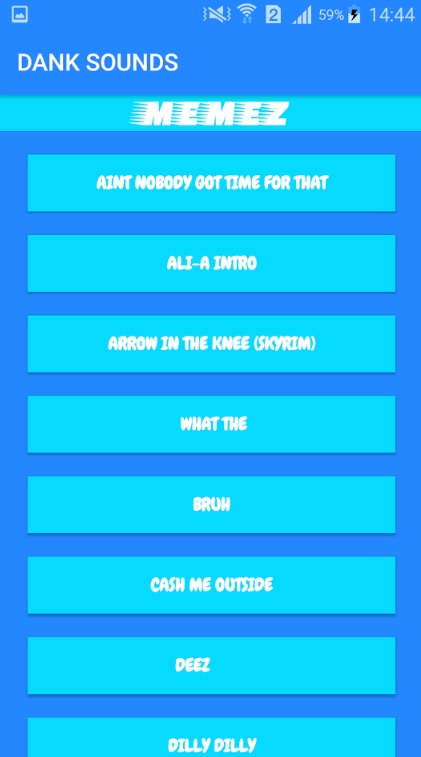 2 59% 14:44
DANK SOUNDS
MEMEZ
AINT NOBODY GOT TIME FOR THAT
ALI-A INTRO
ARROW IN THE KNEE (SKYRIM)
WHAT THE
BRUH
CASH ME OUTSIDE
DEEZ
DILLY DILLY